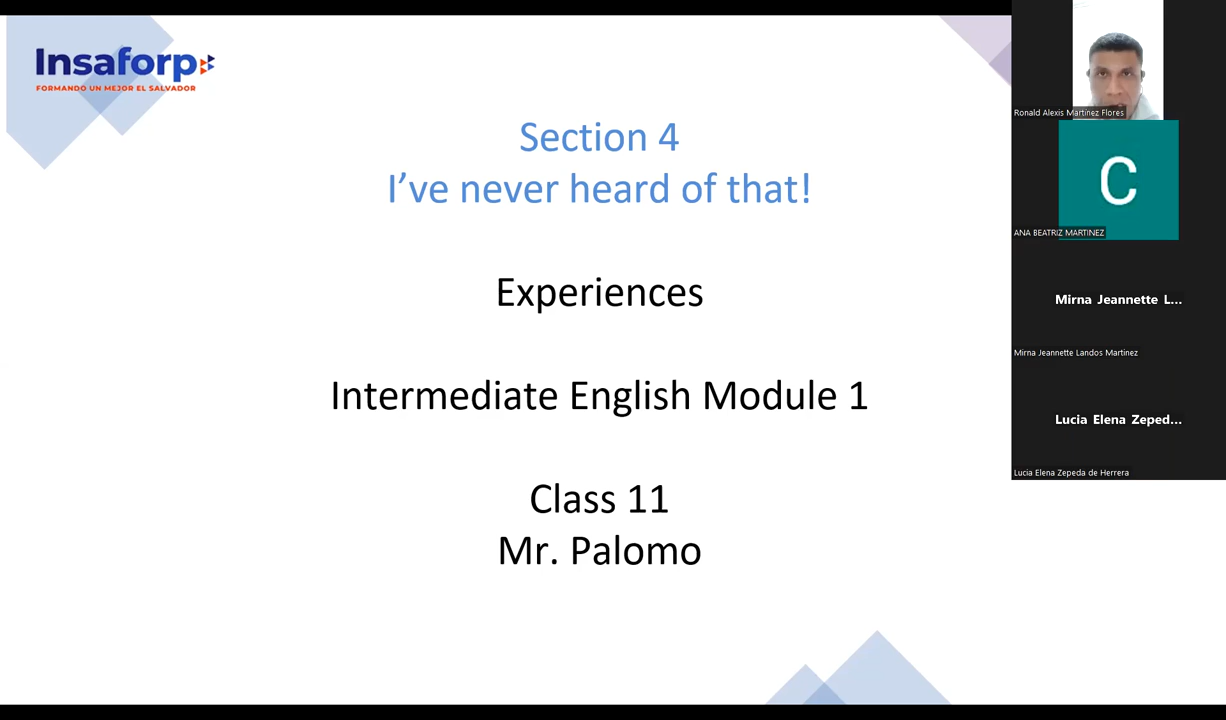 Insaforp
FORMANDO UN MEJOR EL SALVADOR
Section 4
I've never heard of that!
Experiences
Intermediate English Module 1
Class 11
Mr. Palomo
Ronald Alexis Martínez Flores
C
ANA BEATRIZ MARTINEZ
Mirna Jeannette L...
Mirna Jeannette Landos Martinez
Lucia Elena Zeped...
Lucia Elena Zepeda de Herrera